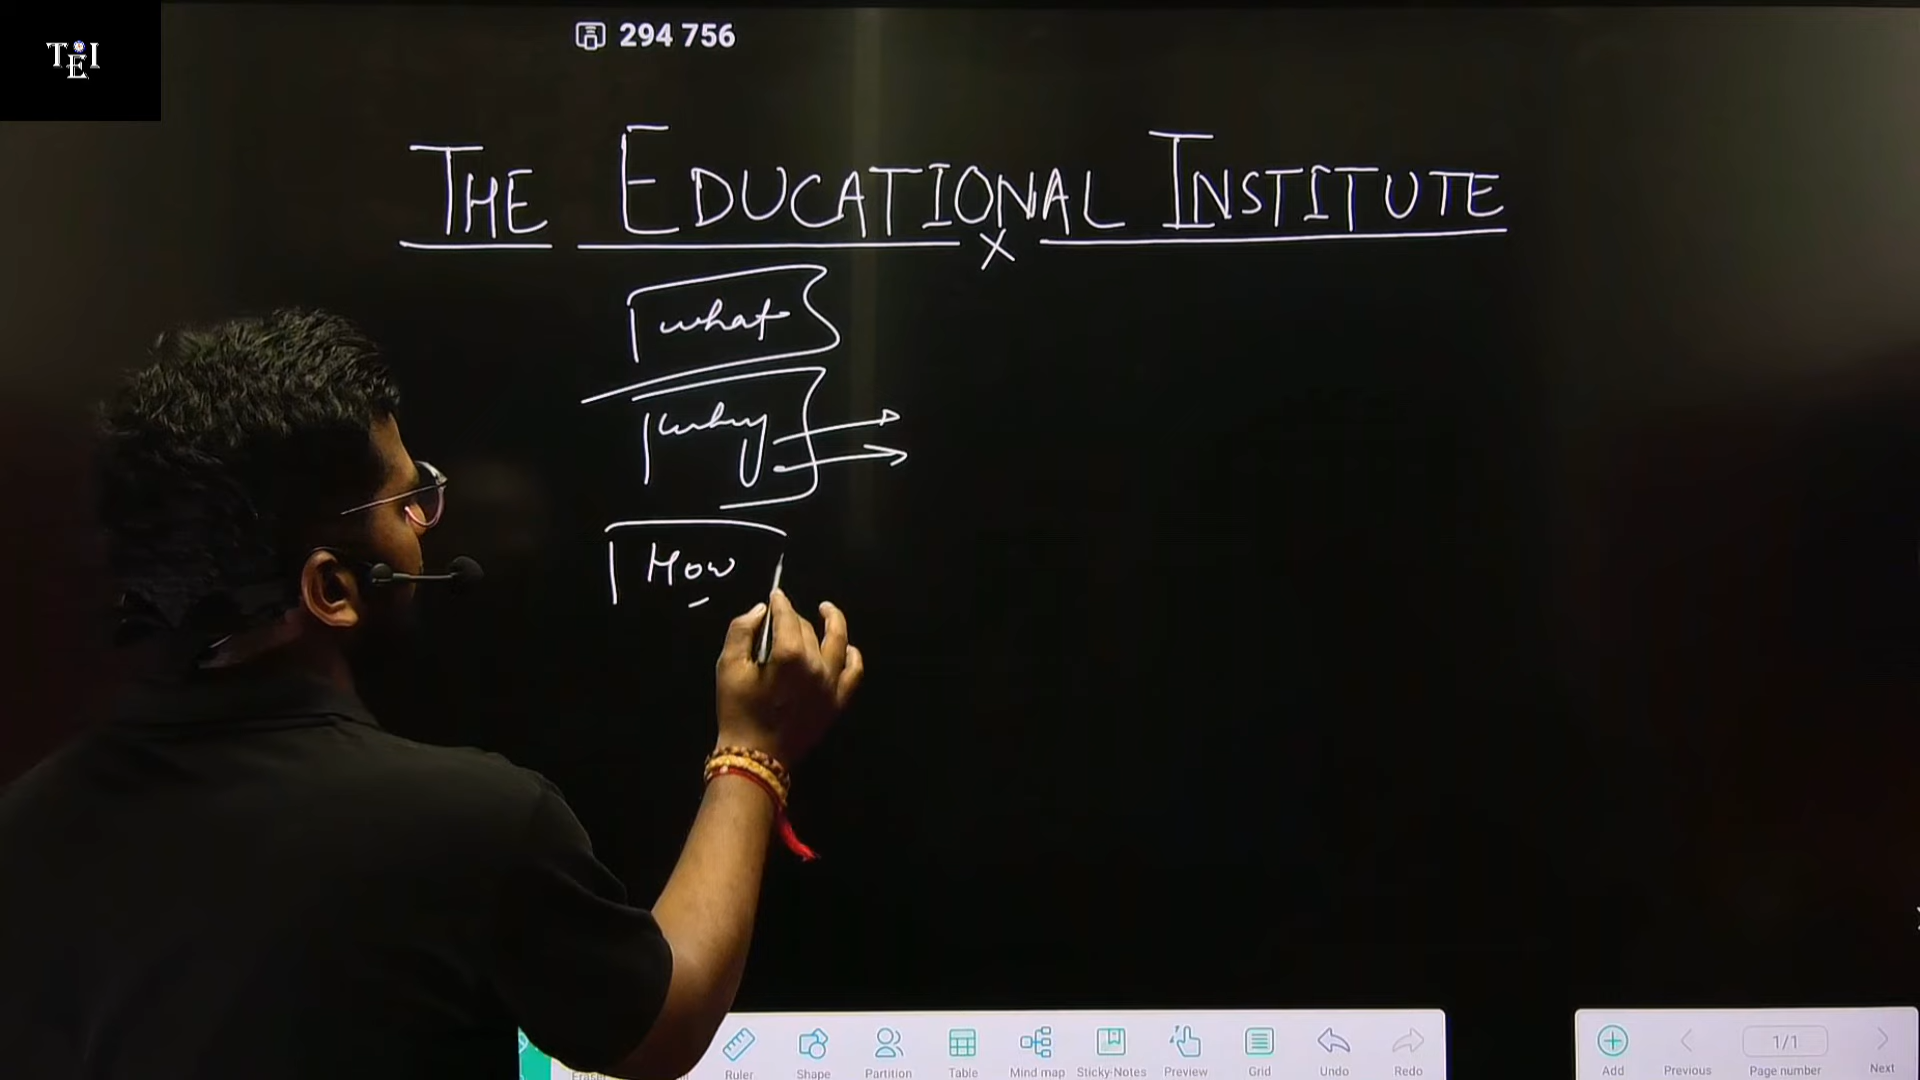 TEI
294 756
THE EDUCATIONAL INSTITUTE
X
what
why
How
Ruler Shape Partition Table Mind map Sticky-Notes Preview Grid Undo Redo Add Previous Page number Next
1/1